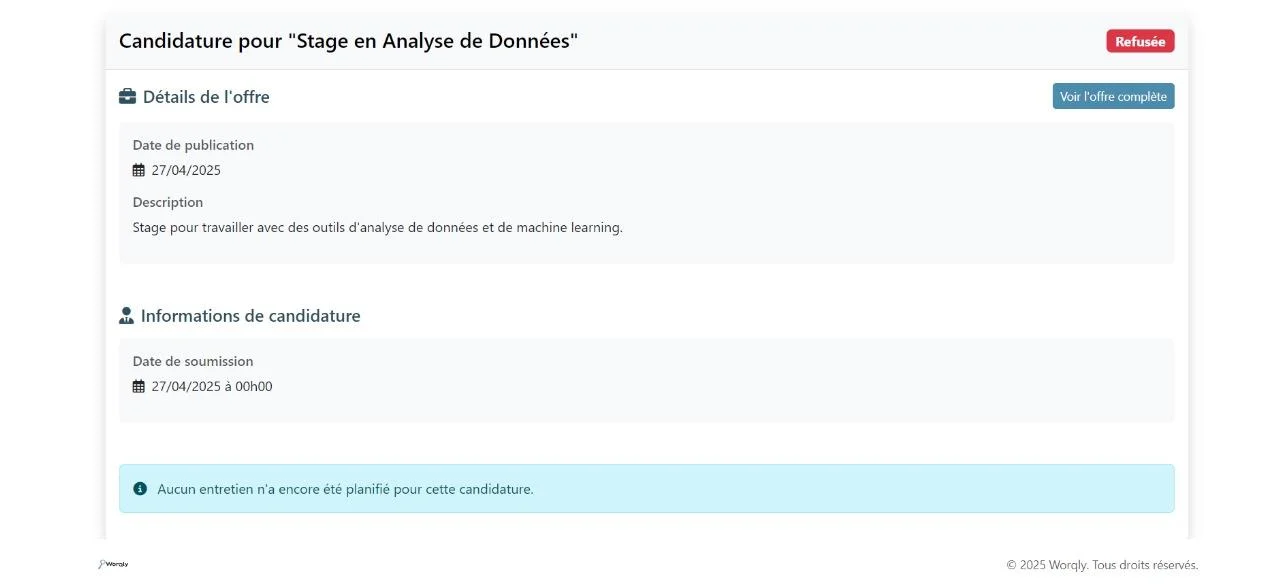 Candidature pour "Stage en Analyse de Données"
Refusée
Détails de l'offre
Voir l'offre complète
Date de publication
27/04/2025
Description
Stage pour travailler avec des outils d'analyse de données et de machine learning.
Informations de candidature
Date de soumission
27/04/2025 à 00h00
Aucun entretien n'a encore été planifié pour cette candidature.
Worqly
© 2025 Worqly. Tous droits réservés.